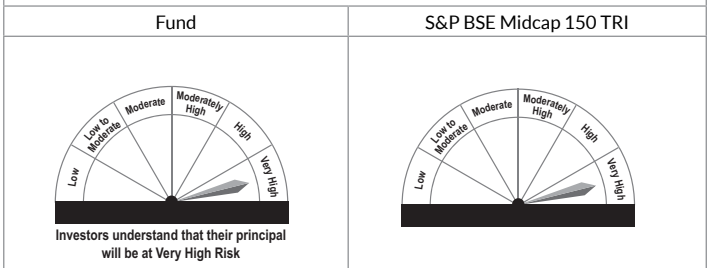 Fund
S&P BSE Midcap 150 TRI
Low
Low to
Moderate
Moderate
Moderately
High
High
Very High
Investors understand that their principal
will be at Very High Risk
Low
Low to
Moderate
Moderate
Moderately
High
High
Very High